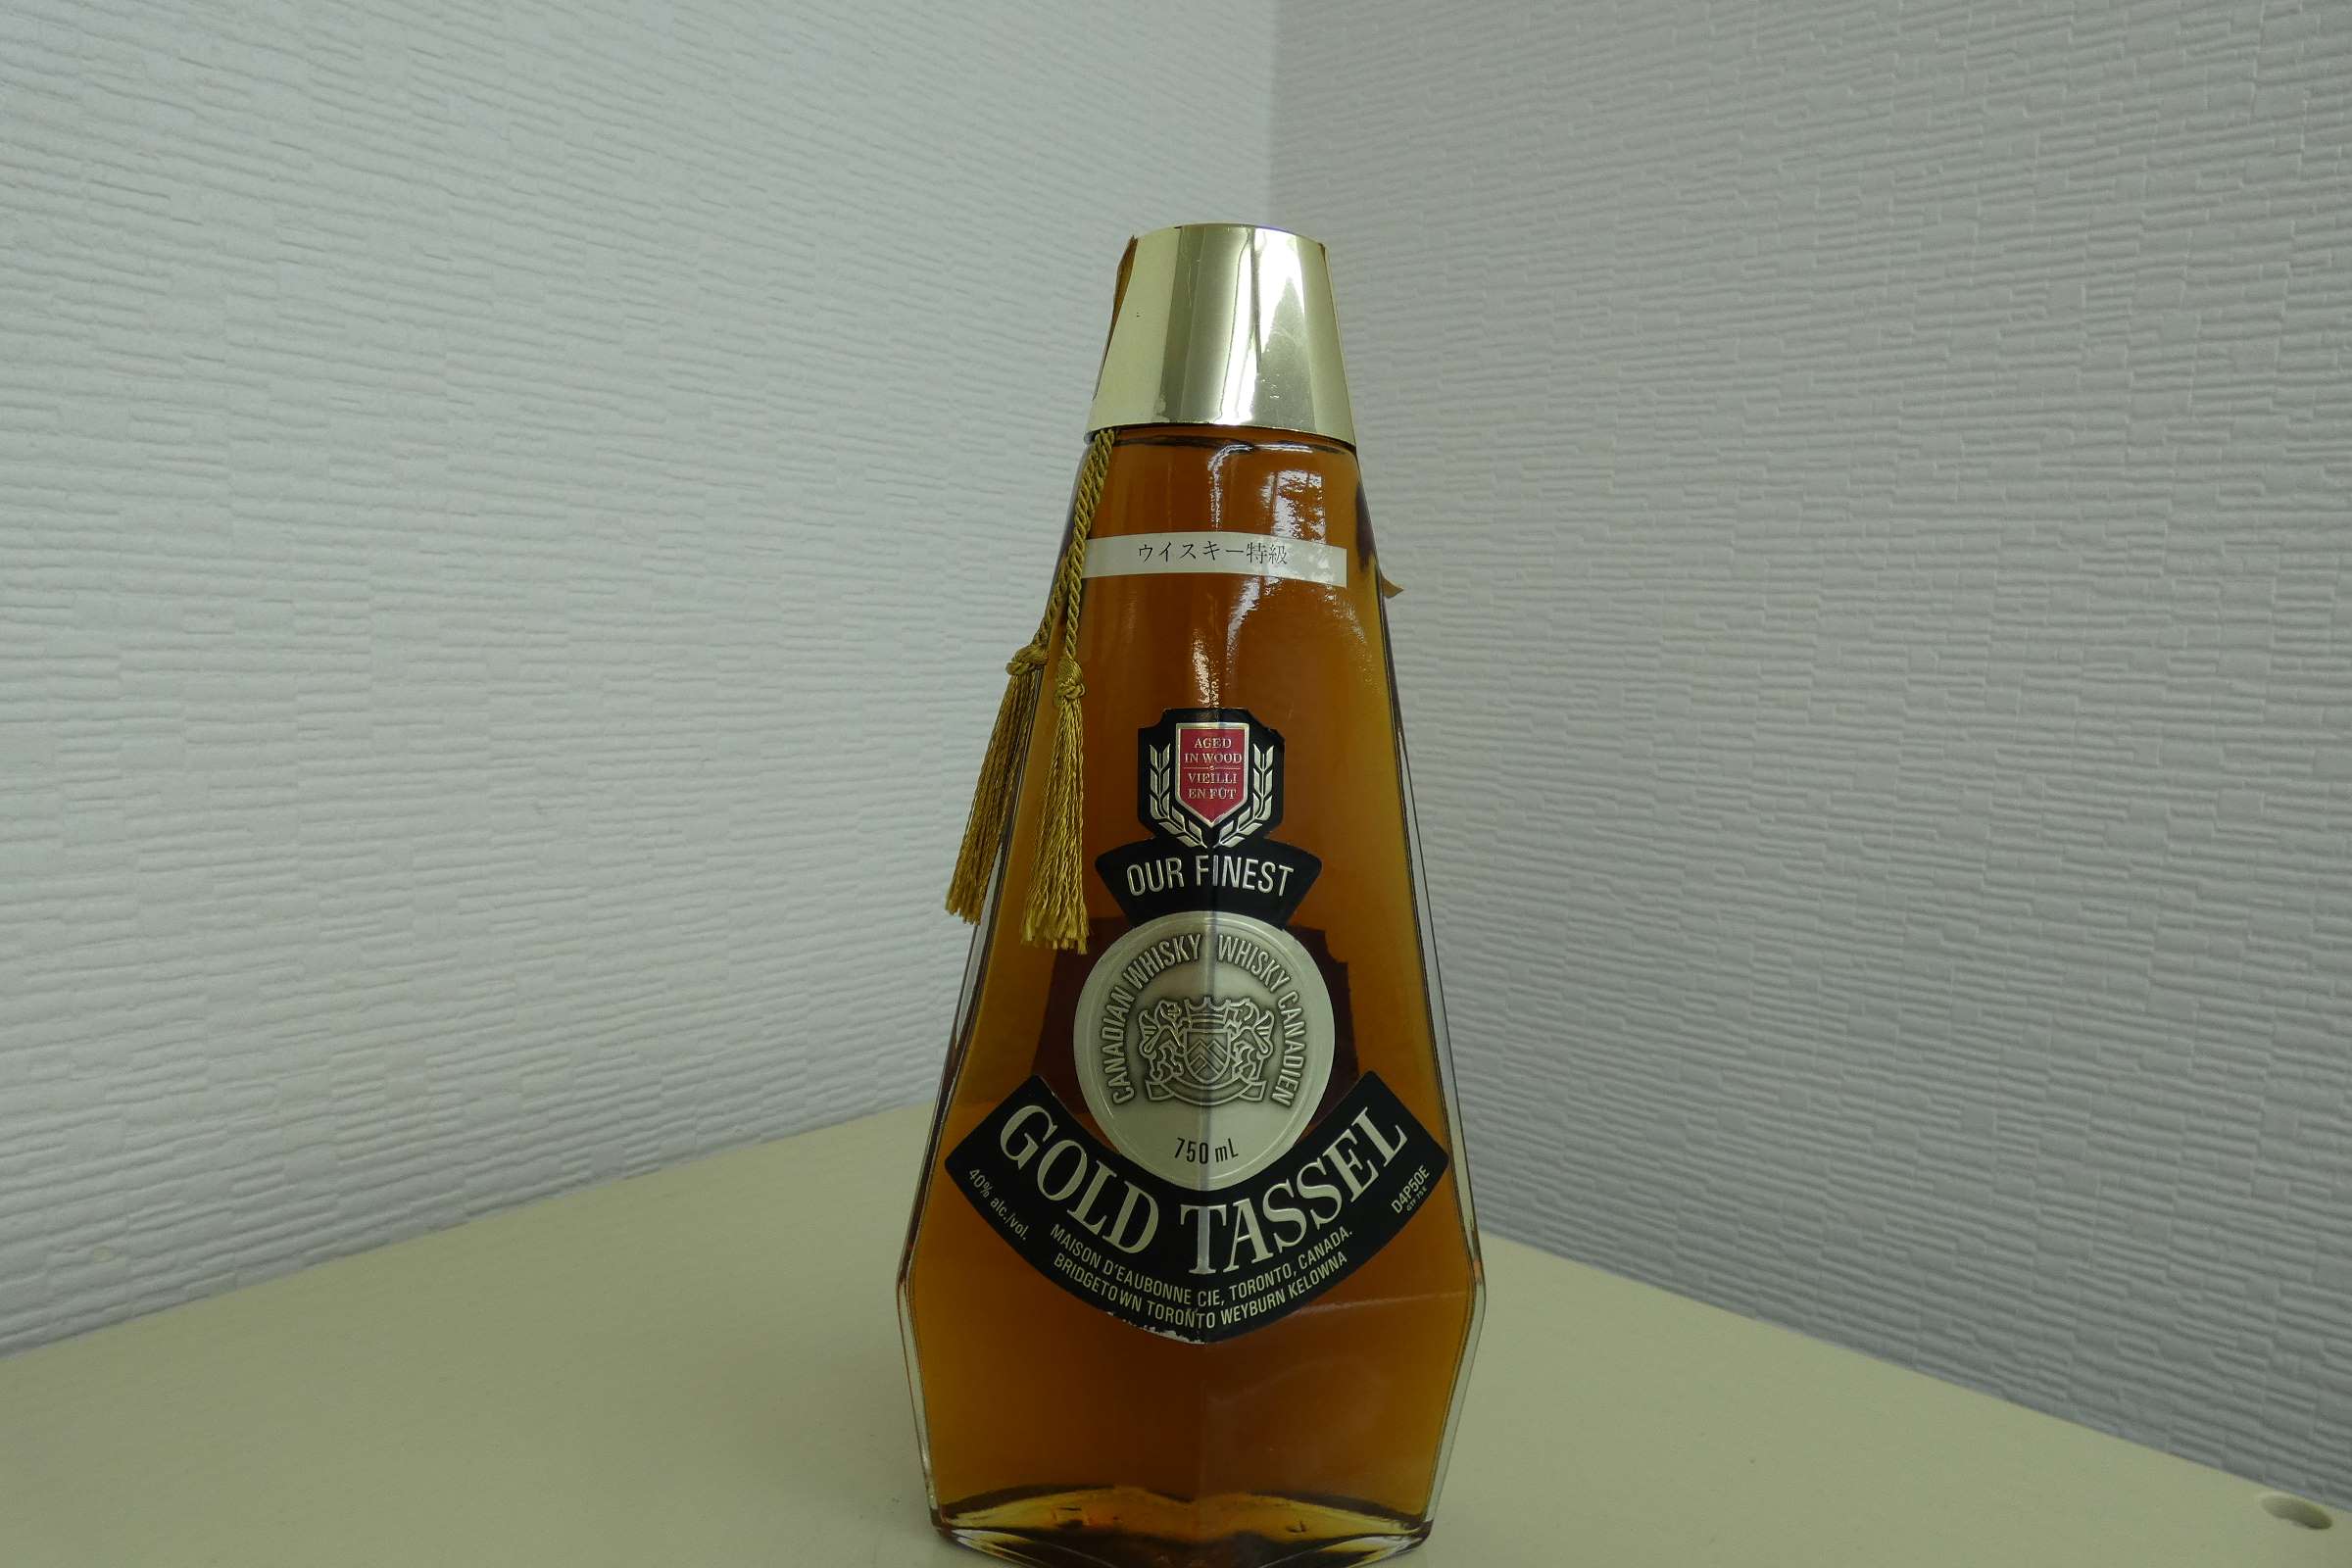 ウイスキー特級
AGED
IN WOOD
VIEILLI
EN FÛT
OUR FINEST
CANADIAN WHISKY WHISKY CANADIEN
750 mL
GOLD TASSEL
40% alc./vol.
D4P50E
MAISON D'EAUBONNE CIE, TORONTO, CANADA.
BRIDGETOWN TORONTO WEYBURN KELOWNA